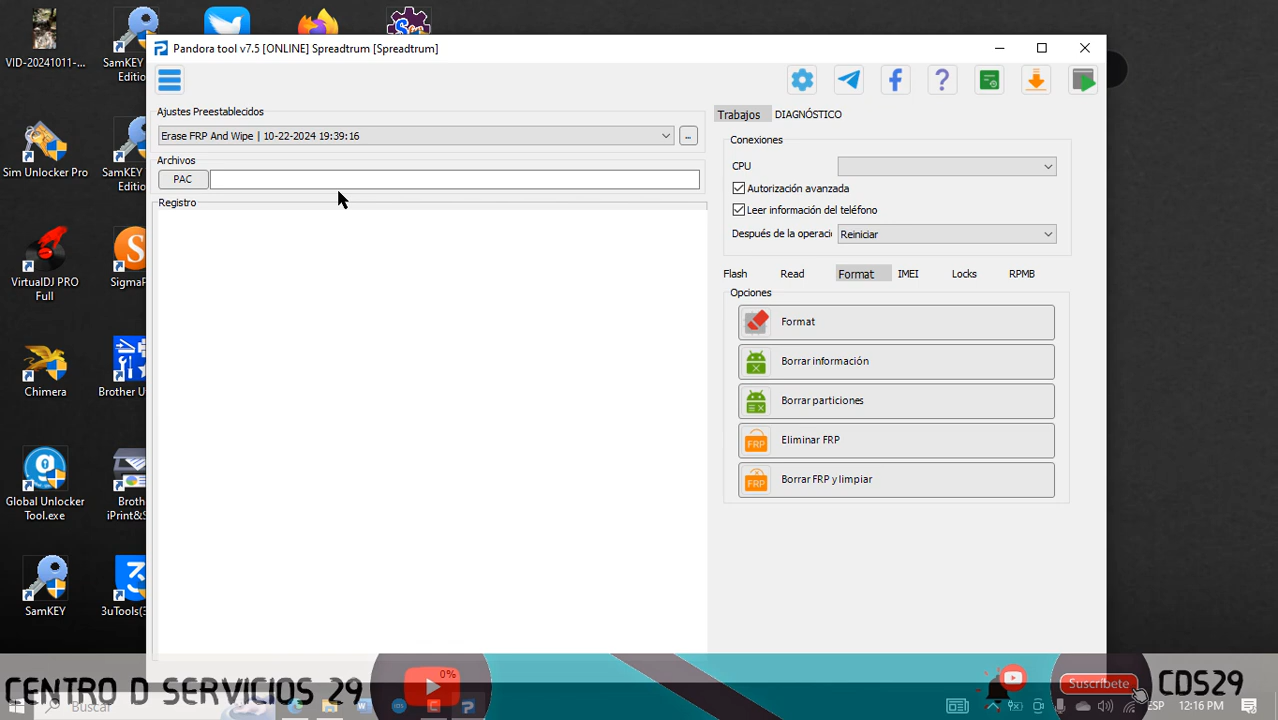 VID-20241011-...
SamKEY
Editi
Pandora tool v7.5 [ONLINE] Spreadtrum [Spreadtrum]
Ajustes Preestablecidos
Erase FRP And Wipe | 10-22-2024 19:39:16
...
Archivos
PAC
Registro
Trabajos
DIAGNÓSTICO
Conexiones
CPU
Autorización avanzada
Leer información del teléfono
Después de la operaci
Reiniciar
Flash
Read
Format
IMEI
Locks
RPMB
Opciones
Format
Borrar información
Borrar particiones
FRP
Eliminar FRP
FRP
Borrar FRP y limpiar
Sim Unlocker Pro
SamKEY
Editi
VirtualDJ PRO
Full
SigmaP
Chimera
Brother U
Global Unlocker
Tool.exe
Broth
iPrint&S
SamKEY
3uTools(3
0%
CENTRO D SERVICIOS 29
Suscríbete
CDS29
Buscar
ESP
12:16 PM